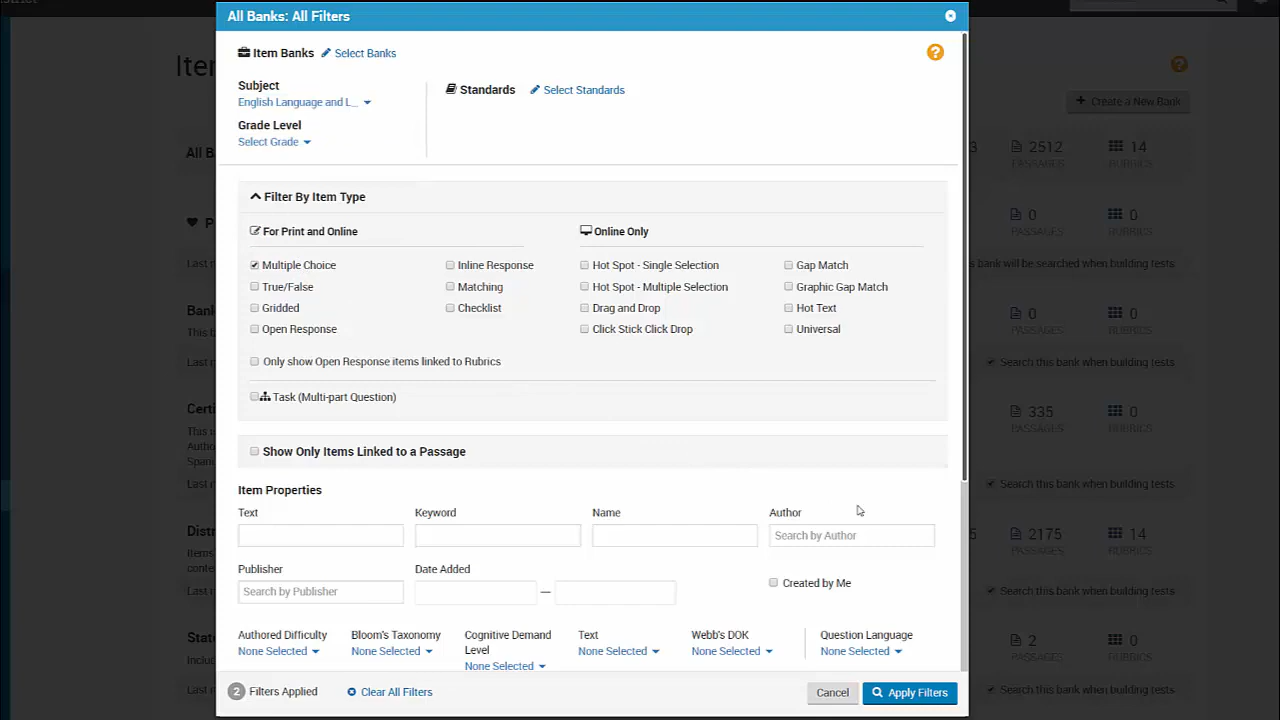 All Banks: All Filters
Item Banks Select Banks
Subject
English Language and L...
Grade Level
Select Grade
Standards Select Standards
Filter By Item Type
For Print and Online
Online Only
Multiple Choice Inline Response Hot Spot - Single Selection Gap Match
True/False Matching Hot Spot - Multiple Selection Graphic Gap Match
Gridded Checklist Drag and Drop Hot Text
Open Response Click Stick Click Drop Universal
Only show Open Response items linked to Rubrics
Task (Multi-part Question)
Show Only Items Linked to a Passage
Item Properties
Text Keyword Name Author
Search by Author
Publisher Date Added
Search by Publisher — Created by Me
Authored Difficulty Bloom's Taxonomy Cognitive Demand Level Text Webb's DOK Question Language
None Selected None Selected None Selected None Selected None Selected None Selected
2 Filters Applied Clear All Filters Cancel Apply Filters
Create a New Bank
All B
2512 14
PASSAGES RUBRICS
0 0
PASSAGES RUBRICS
bank will be searched when building tests
Bank
0 0
PASSAGES RUBRICS
Search this bank when building tests
Certi
335 0
PASSAGES RUBRICS
Search this bank when building tests
Distr
2175 14
PASSAGES RUBRICS
Search this bank when building tests
State
2 0
PASSAGES RUBRICS
Search this bank when building tests